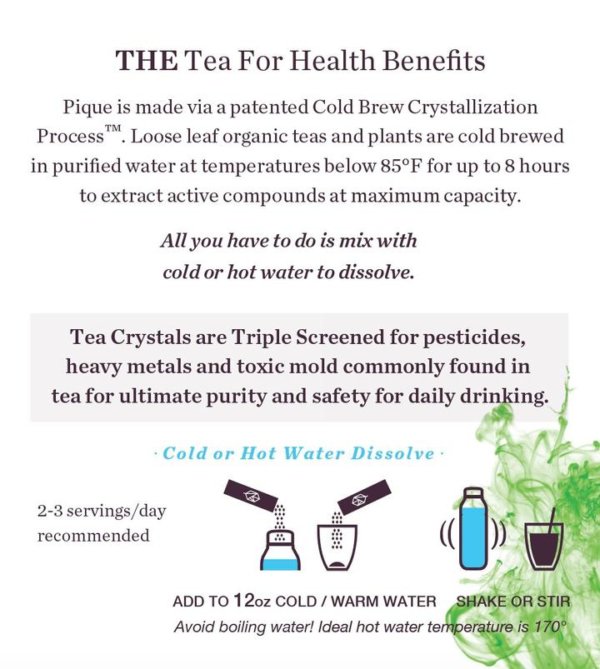 THE Tea For Health Benefits
Pique is made via a patented Cold Brew Crystallization
Process™. Loose leaf organic teas and plants are cold brewed
in purified water at temperatures below 85°F for up to 8 hours
to extract active compounds at maximum capacity.
All you have to do is mix with
cold or hot water to dissolve.
Tea Crystals are Triple Screened for pesticides,
heavy metals and toxic mold commonly found in
tea for ultimate purity and safety for daily drinking.
· Cold or Hot Water Dissolve ·
2-3 servings/day
recommended
ADD TO 12oz COLD / WARM WATER SHAKE OR STIR
Avoid boiling water! Ideal hot water temperature is 170°